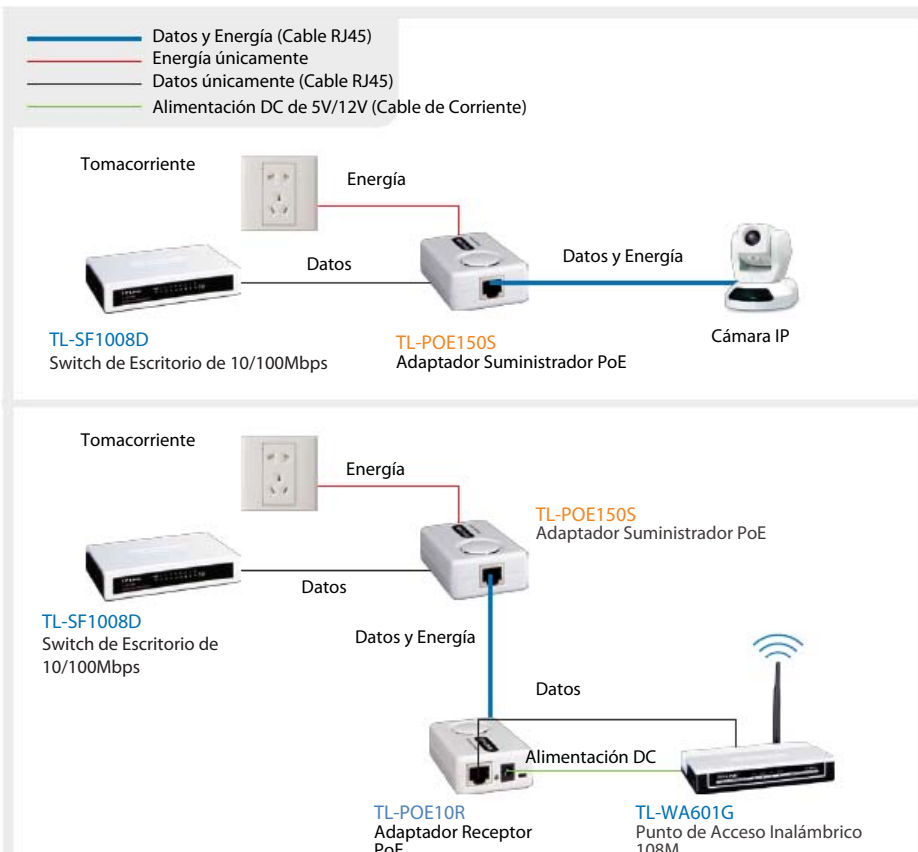 Datos y Energía (Cable RJ45)
Energía únicamente
Datos únicamente (Cable RJ45)
Alimentación DC de 5V/12V (Cable de Corriente)
Tomacorriente
Energía
Datos
Datos y Energía
TL-SF1008D
Switch de Escritorio de 10/100Mbps
TL-POE150S
Adaptador Suministrador PoE
Cámara IP
Tomacorriente
Energía
TL-POE150S
Adaptador Suministrador PoE
Datos
TL-SF1008D
Switch de Escritorio de
10/100Mbps
Datos y Energía
Datos
Alimentación DC
TL-POE10R
Adaptador Receptor
PoE
TL-WA601G
Punto de Acceso Inalámbrico
108M